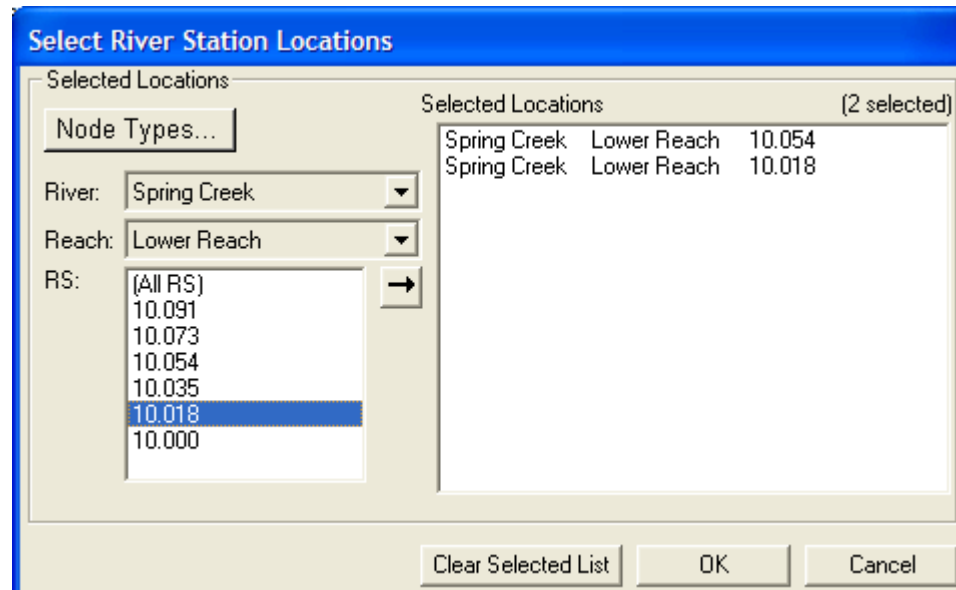 Select River Station Locations
Selected Locations
Node Types...
River: Spring Creek
Reach: Lower Reach
RS: (All RS)
10.091
10.073
10.054
10.035
10.018
10.000
Selected Locations (2 selected)
Spring Creek Lower Reach 10.054
Spring Creek Lower Reach 10.018
Clear Selected List OK Cancel